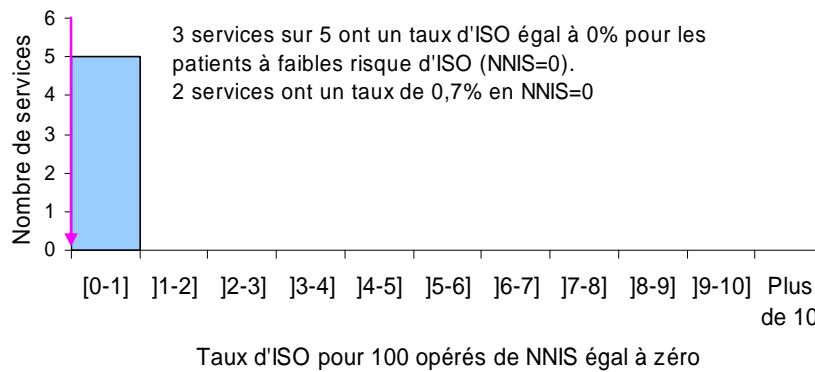 3 services sur 5 ont un taux d'ISO égal à 0% pour les
patients à faibles risque d'ISO (NNIS=0).
2 services ont un taux de 0,7% en NNIS=0
Nombre de services
6
5
4
3
2
1
0
[0-1] ]1-2] ]2-3] ]3-4] ]4-5] ]5-6] ]6-7] ]7-8] ]8-9] ]9-10] Plus
de 10
Taux d'ISO pour 100 opérés de NNIS égal à zéro